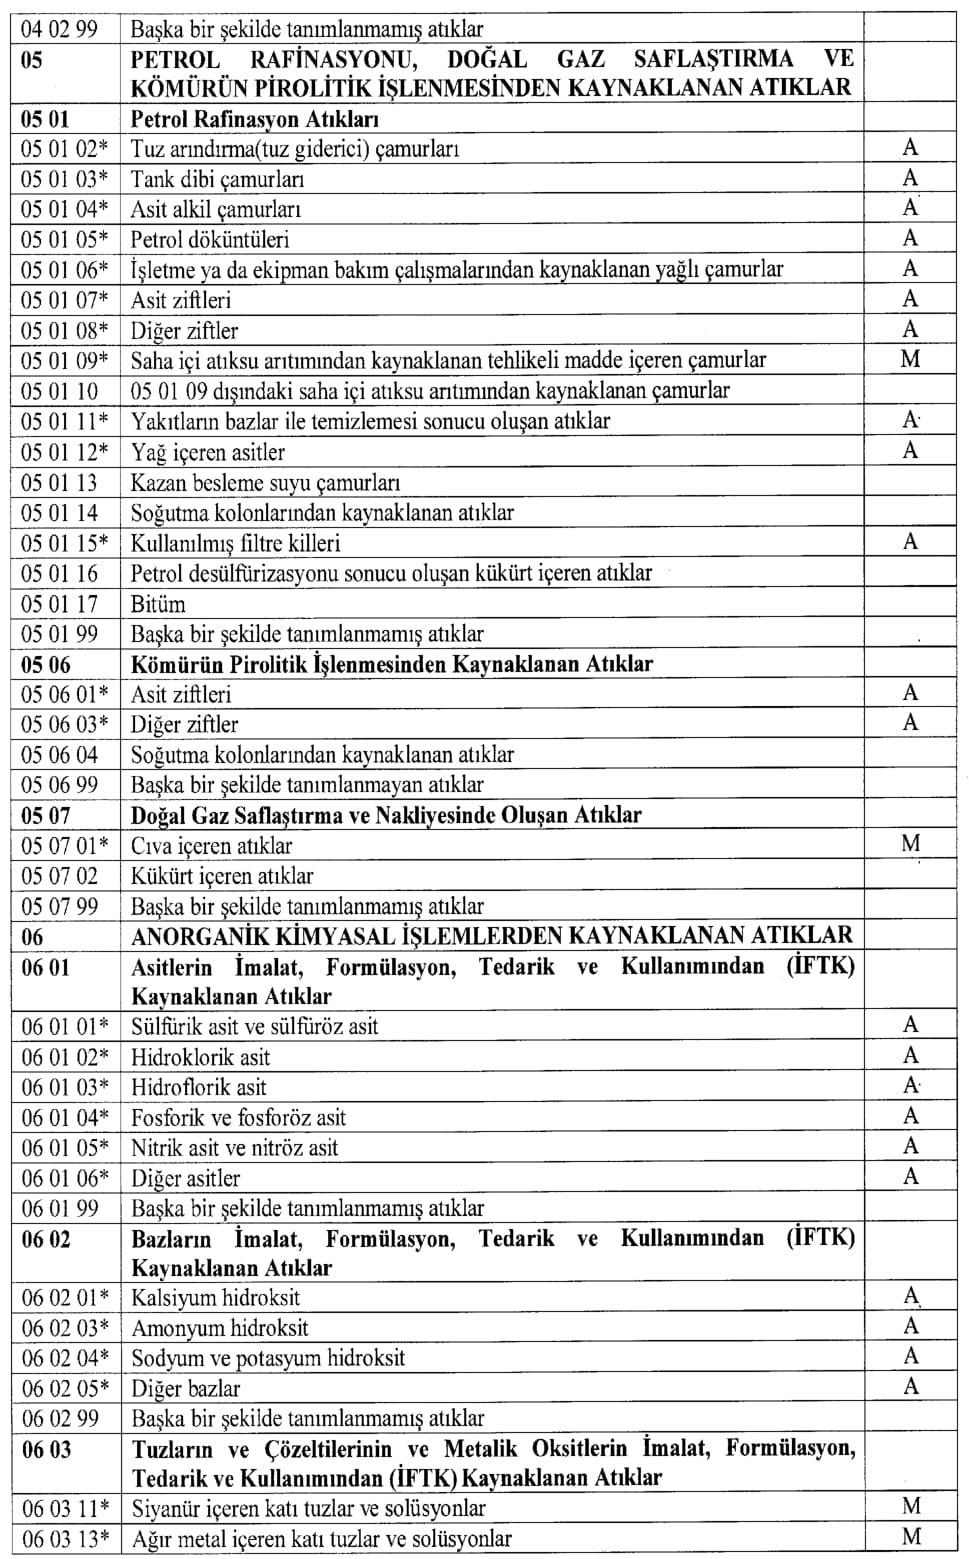 04 02 99 Başka bir şekilde tanımlanmamış atıklar
05 PETROL RAFİNASYONU, DOĞAL GAZ SAFLAŞTIRMA VE
KÖMÜRÜN PİROLİTİK İŞLENMESİNDEN KAYNAKLANAN ATIKLAR
05 01 Petrol Rafinasyon Atıkları
05 01 02* Tuz arındırma(tuz giderici) çamurları A
05 01 03* Tank dibi çamurları A
05 01 04* Asit alkil çamurları A
05 01 05* Petrol döküntüleri A
05 01 06* İşletme ya da ekipman bakım çalışmalarından kaynaklanan yağlı çamurlar A
05 01 07* Asit ziftleri A
05 01 08* Diğer ziftler A
05 01 09* Saha içi atıksu arıtımından kaynaklanan tehlikeli madde içeren çamurlar M
05 01 10 05 01 09 dışındaki saha içi atıksu arıtımından kaynaklanan çamurlar
05 01 11* Yakıtların bazlar ile temizlemesi sonucu oluşan atıklar A
05 01 12* Yağ içeren asitler A
05 01 13 Kazan besleme suyu çamurları
05 01 14 Soğutma kolonlarından kaynaklanan atıklar
05 01 15* Kullanılmış filtre killeri A
05 01 16 Petrol desülfürizasyonu sonucu oluşan kükürt içeren atıklar
05 01 17 Bitüm
05 01 99 Başka bir şekilde tanımlanmamış atıklar
05 06 Kömürün Pirolitik İşlenmesinden Kaynaklanan Atıklar
05 06 01* Asit ziftleri A
05 06 03* Diğer ziftler A
05 06 04 Soğutma kolonlarından kaynaklanan atıklar
05 06 99 Başka bir şekilde tanımlanmayan atıklar
05 07 Doğal Gaz Saflaştırma ve Nakliyesinde Oluşan Atıklar
05 07 01* Cıva içeren atıklar M
05 07 02 Kükürt içeren atıklar
05 07 99 Başka bir şekilde tanımlanmamış atıklar
06 ANORGANİK KİMYASAL İŞLEMLERDEN KAYNAKLANAN ATIKLAR
06 01 Asitlerin İmalat, Formülasyon, Tedarik ve Kullanımından (İFTK)
Kaynaklanan Atıklar
06 01 01* Sülfürik asit ve sülfüröz asit A
06 01 02* Hidroklorik asit A
06 01 03* Hidroflorik asit A
06 01 04* Fosforik ve fosforöz asit A
06 01 05* Nitrik asit ve nitröz asit A
06 01 06* Diğer asitler A
06 01 99 Başka bir şekilde tanımlanmamış atıklar
06 02 Bazların İmalat, Formülasyon, Tedarik ve Kullanımından (İFTK)
Kaynaklanan Atıklar
06 02 01* Kalsiyum hidroksit A
06 02 03* Amonyum hidroksit A
06 02 04* Sodyum ve potasyum hidroksit A
06 02 05* Diğer bazlar A
06 02 99 Başka bir şekilde tanımlanmamış atıklar
06 03 Tuzların ve Çözeltilerinin ve Metalik Oksitlerin İmalat, Formülasyon,
Tedarik ve Kullanımından (İFTK) Kaynaklanan Atıklar
06 03 11* Siyanür içeren katı tuzlar ve solüsyonlar M
06 03 13* Ağır metal içeren katı tuzlar ve solüsyonlar M